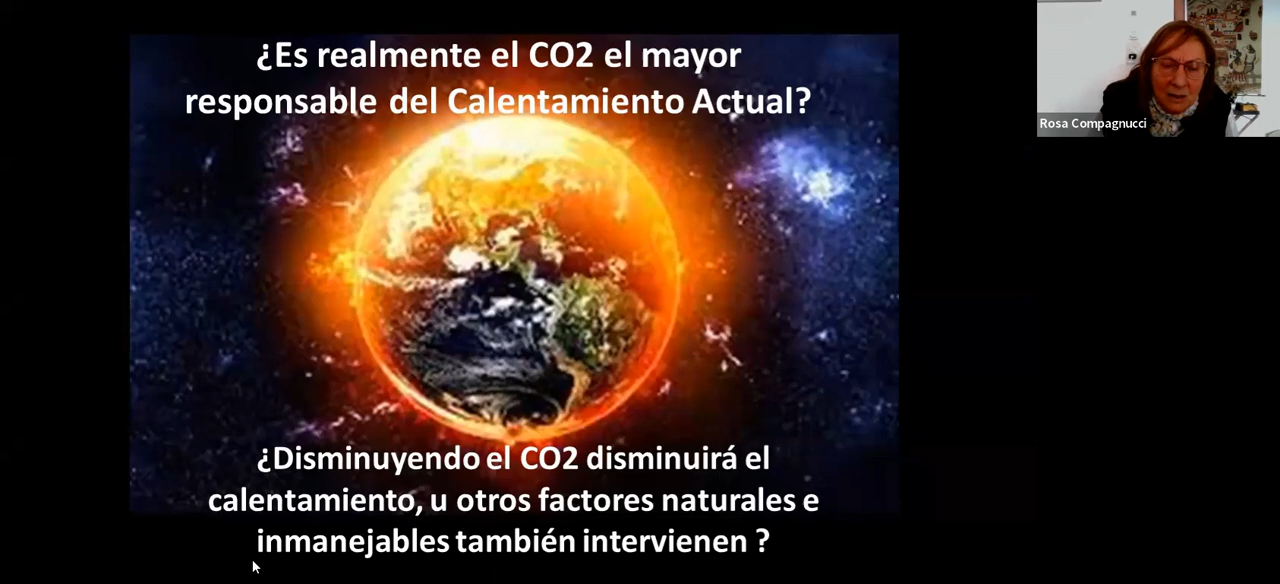 ¿Es realmente el CO2 el mayor
responsable del Calentamiento Actual?
Rosa Compagnucci
¿Disminuyendo el CO2 disminuirá el
calentamiento, u otros factores naturales e
inmanejables también intervienen ?